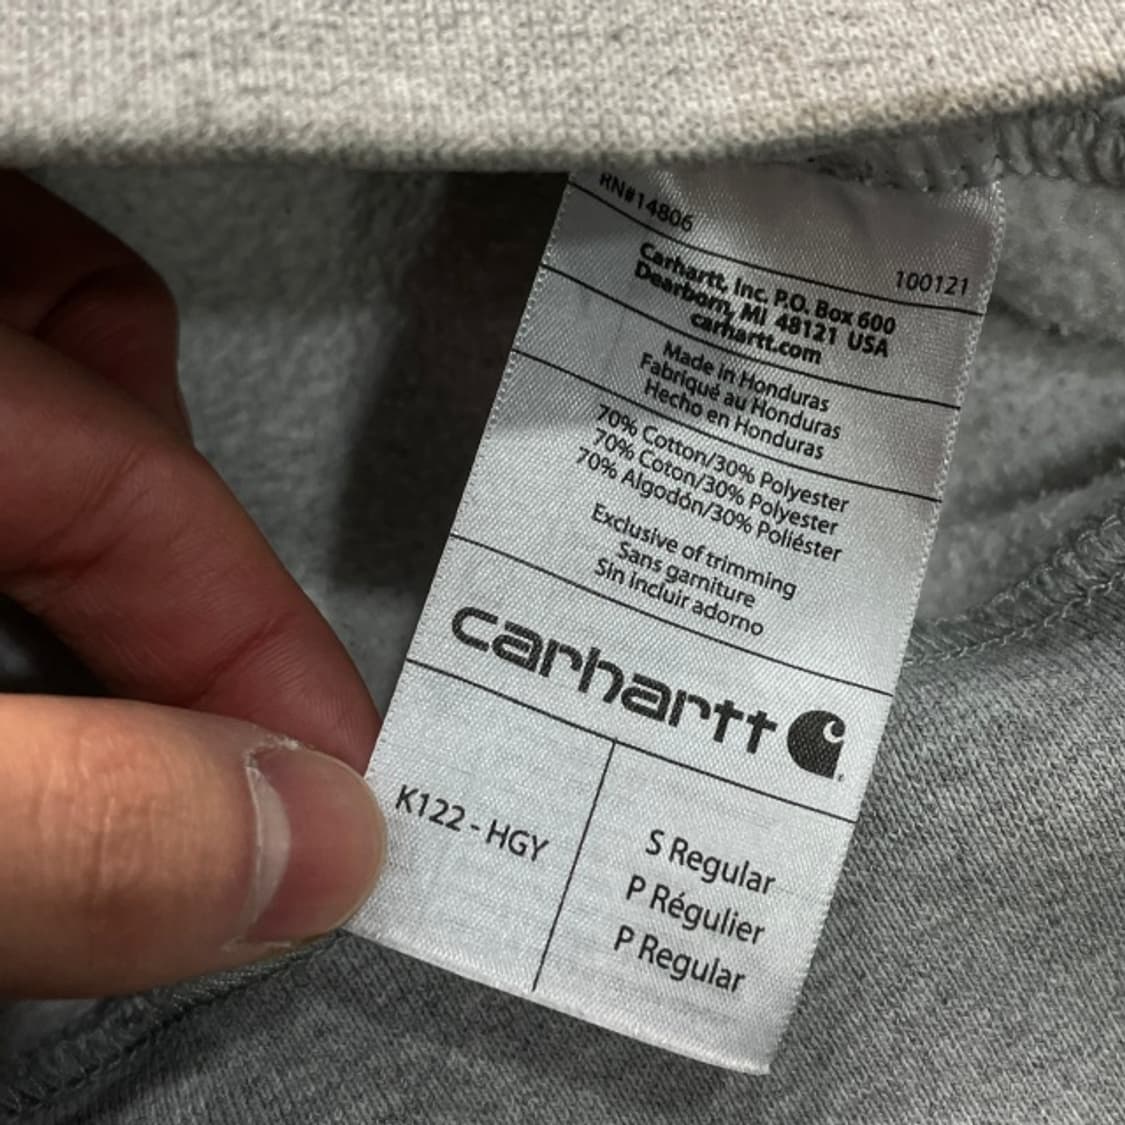 RN#14806
100121
Carhartt, Inc. P.O. Box 600
Dearborn, MI 48121 USA
carhartt.com
Made in Honduras
Fabriqué au Honduras
Hecho en Honduras
70% Cotton/30% Polyester
70% Coton/30% Polyester
70% Algodón/30% Poliéster
Exclusive of trimming
Sans garniture
Sin incluir adorno
carhartt
K122 - HGY
S Regular
P Régulier
P Regular